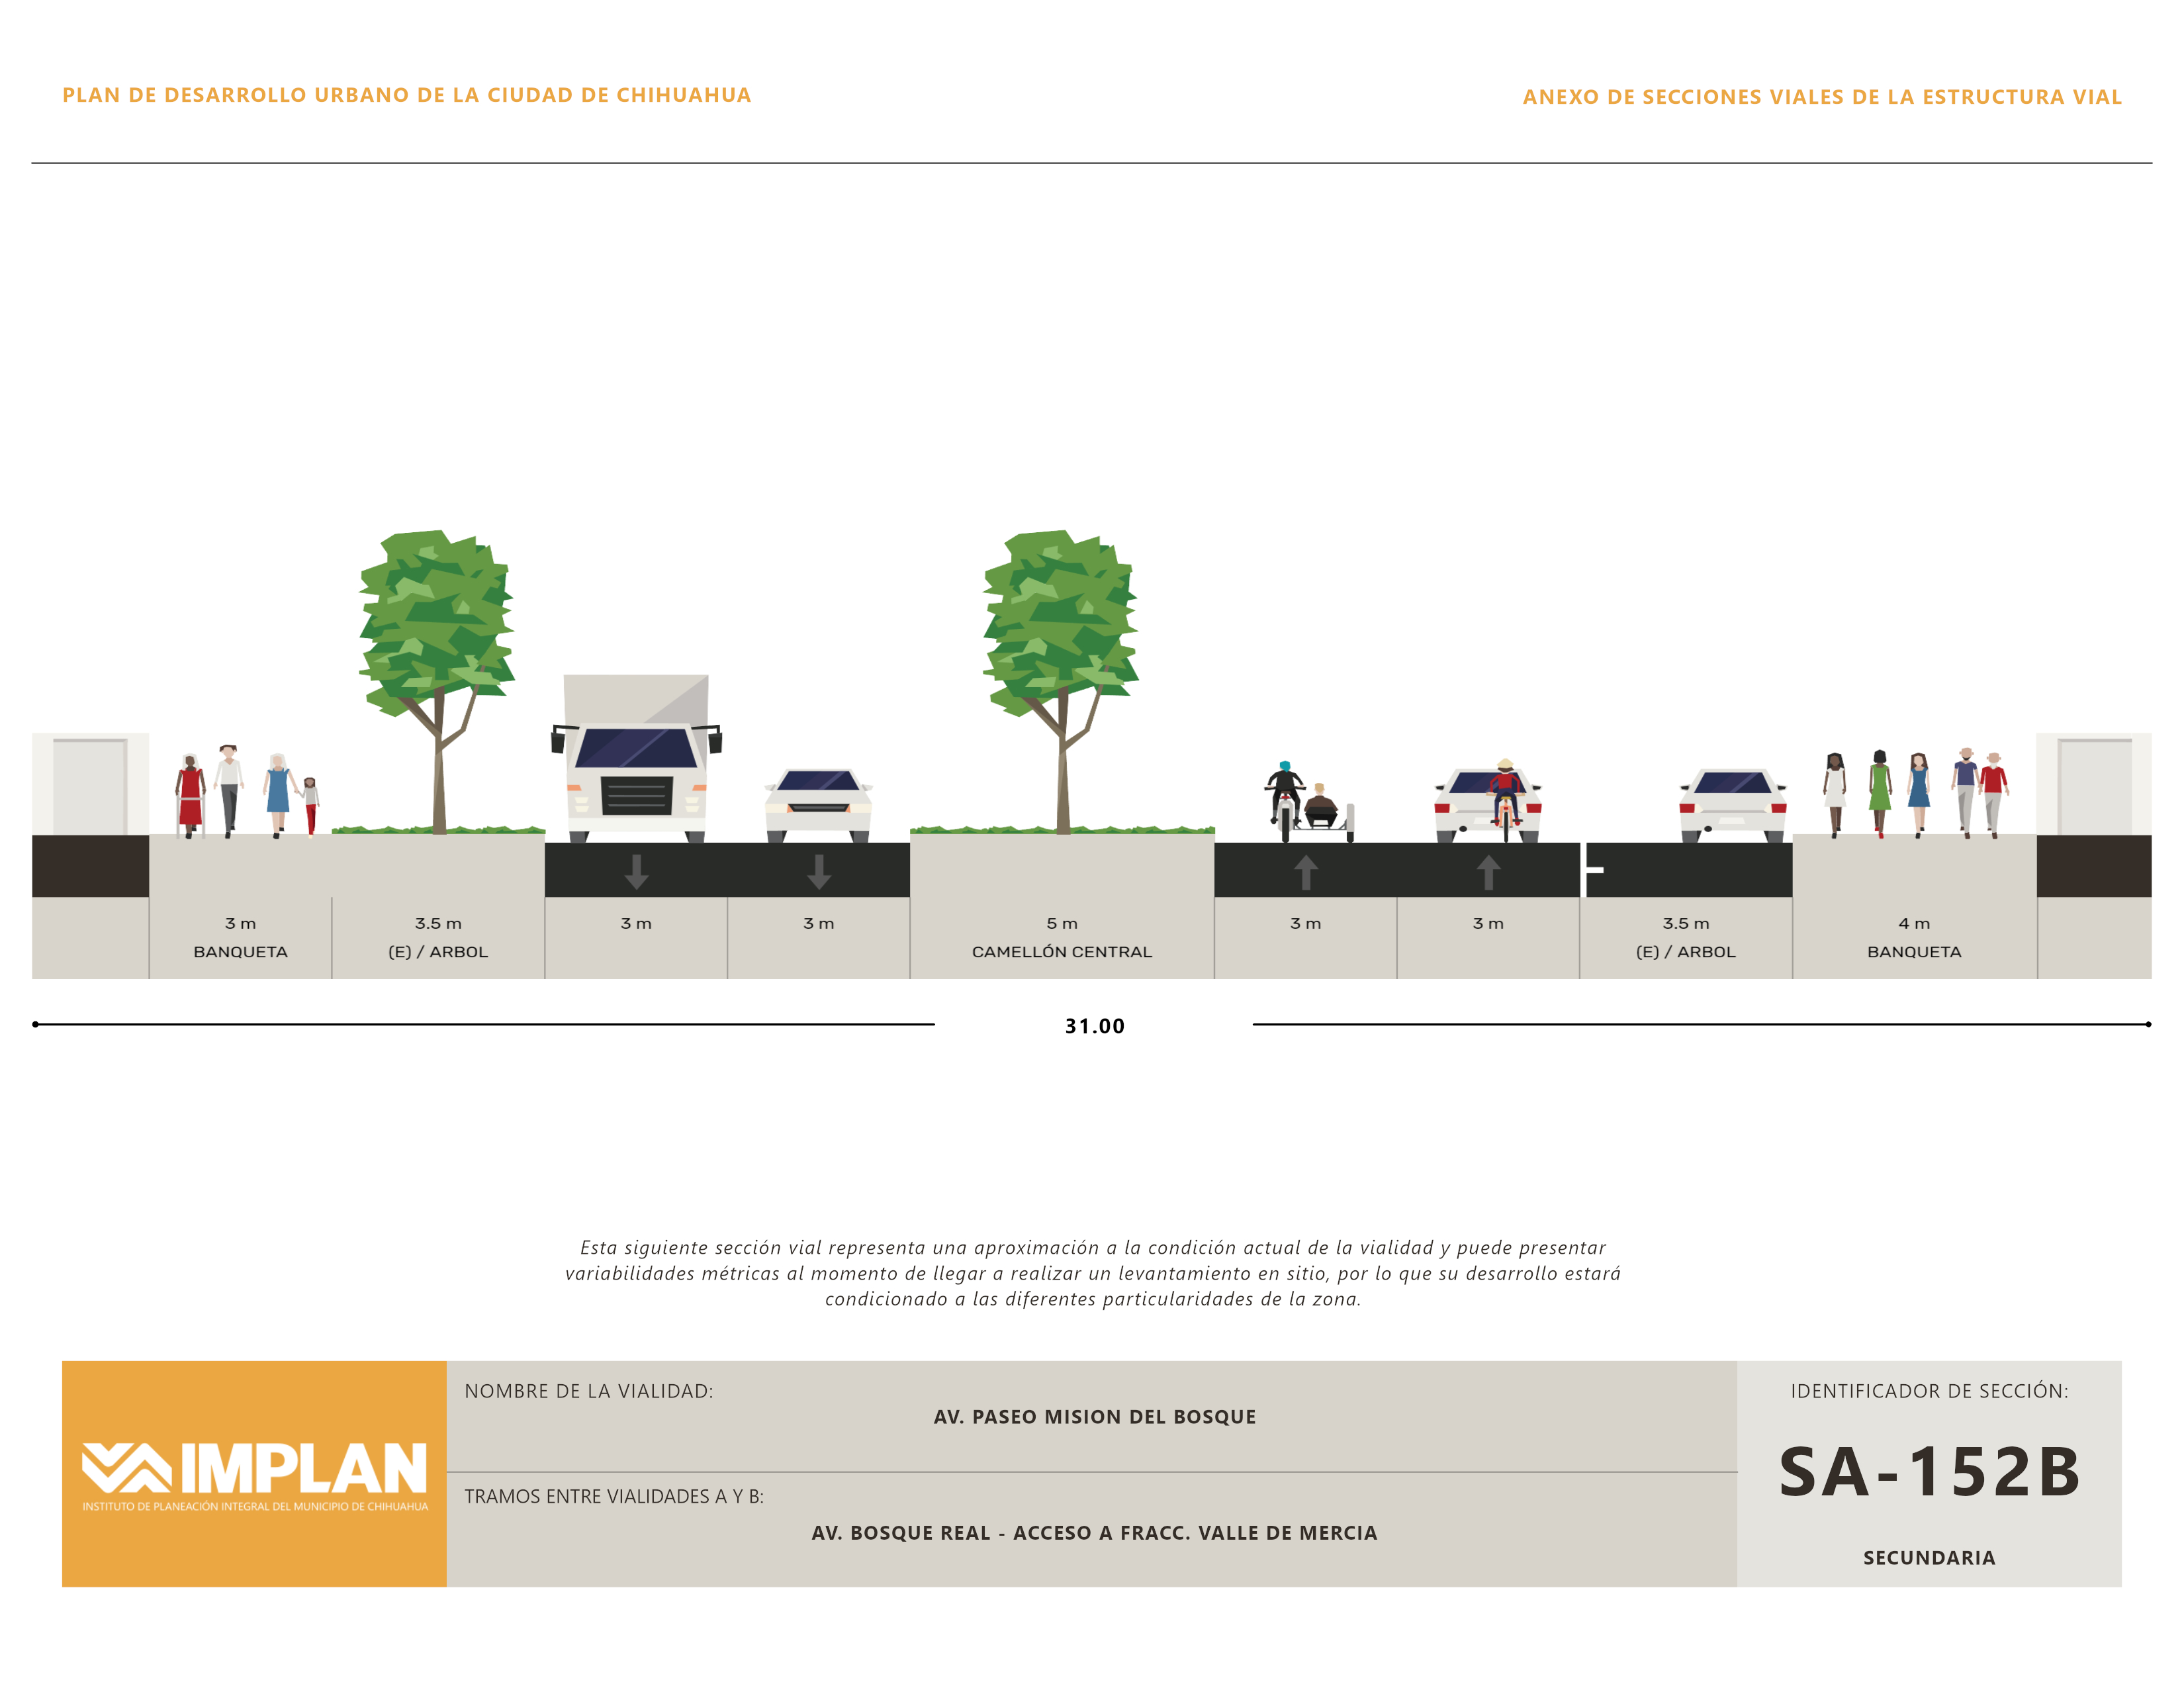 PLAN DE DESARROLLO URBANO DE LA CIUDAD DE CHIHUAHUA
ANEXO DE SECCIONES VIALES DE LA ESTRUCTURA VIAL
3 m
BANQUETA
3.5 m
(E) / ARBOL
3 m
3 m
5 m
CAMELLÓN CENTRAL
3 m
3 m
3.5 m
(E) / ARBOL
4 m
BANQUETA
31.00
Esta siguiente sección vial representa una aproximación a la condición actual de la vialidad y puede presentar
variabilidades métricas al momento de llegar a realizar un levantamiento en sitio, por lo que su desarrollo estará
condicionado a las diferentes particularidades de la zona.
IMPLAN
INSTITUTO DE PLANEACIÓN INTEGRAL DEL MUNICIPIO DE CHIHUAHUA
NOMBRE DE LA VIALIDAD:
AV. PASEO MISION DEL BOSQUE
TRAMOS ENTRE VIALIDADES A Y B:
AV. BOSQUE REAL - ACCESO A FRACC. VALLE DE MERCIA
IDENTIFICADOR DE SECCIÓN:
SA-152B
SECUNDARIA